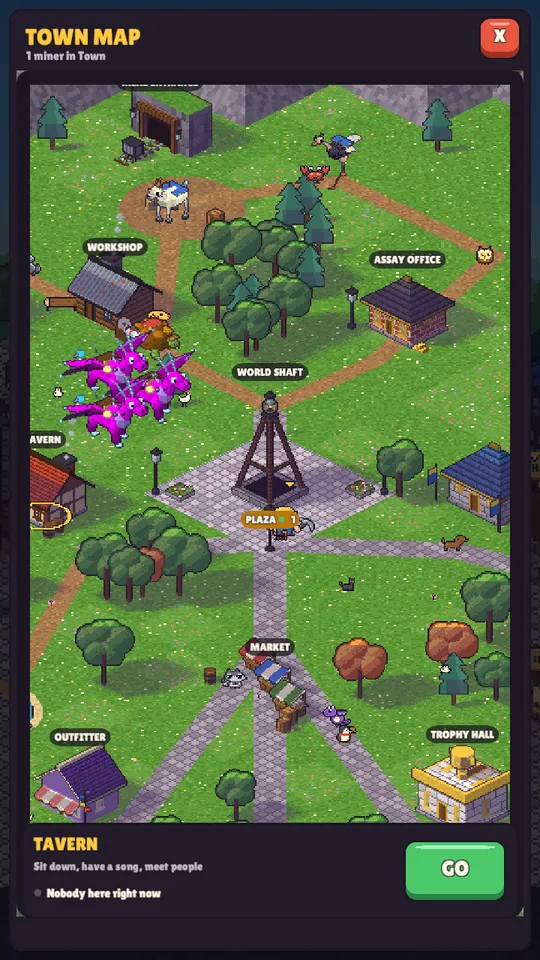 TOWN MAP
X
1 miner in Town
WORKSHOP
ASSAY OFFICE
WORLD SHAFT
AVERN
PLAZA 1
MARKET
OUTFITTER
TROPHY HALL
TAVERN
Sit down, have a song, meet people
Nobody here right now
GO